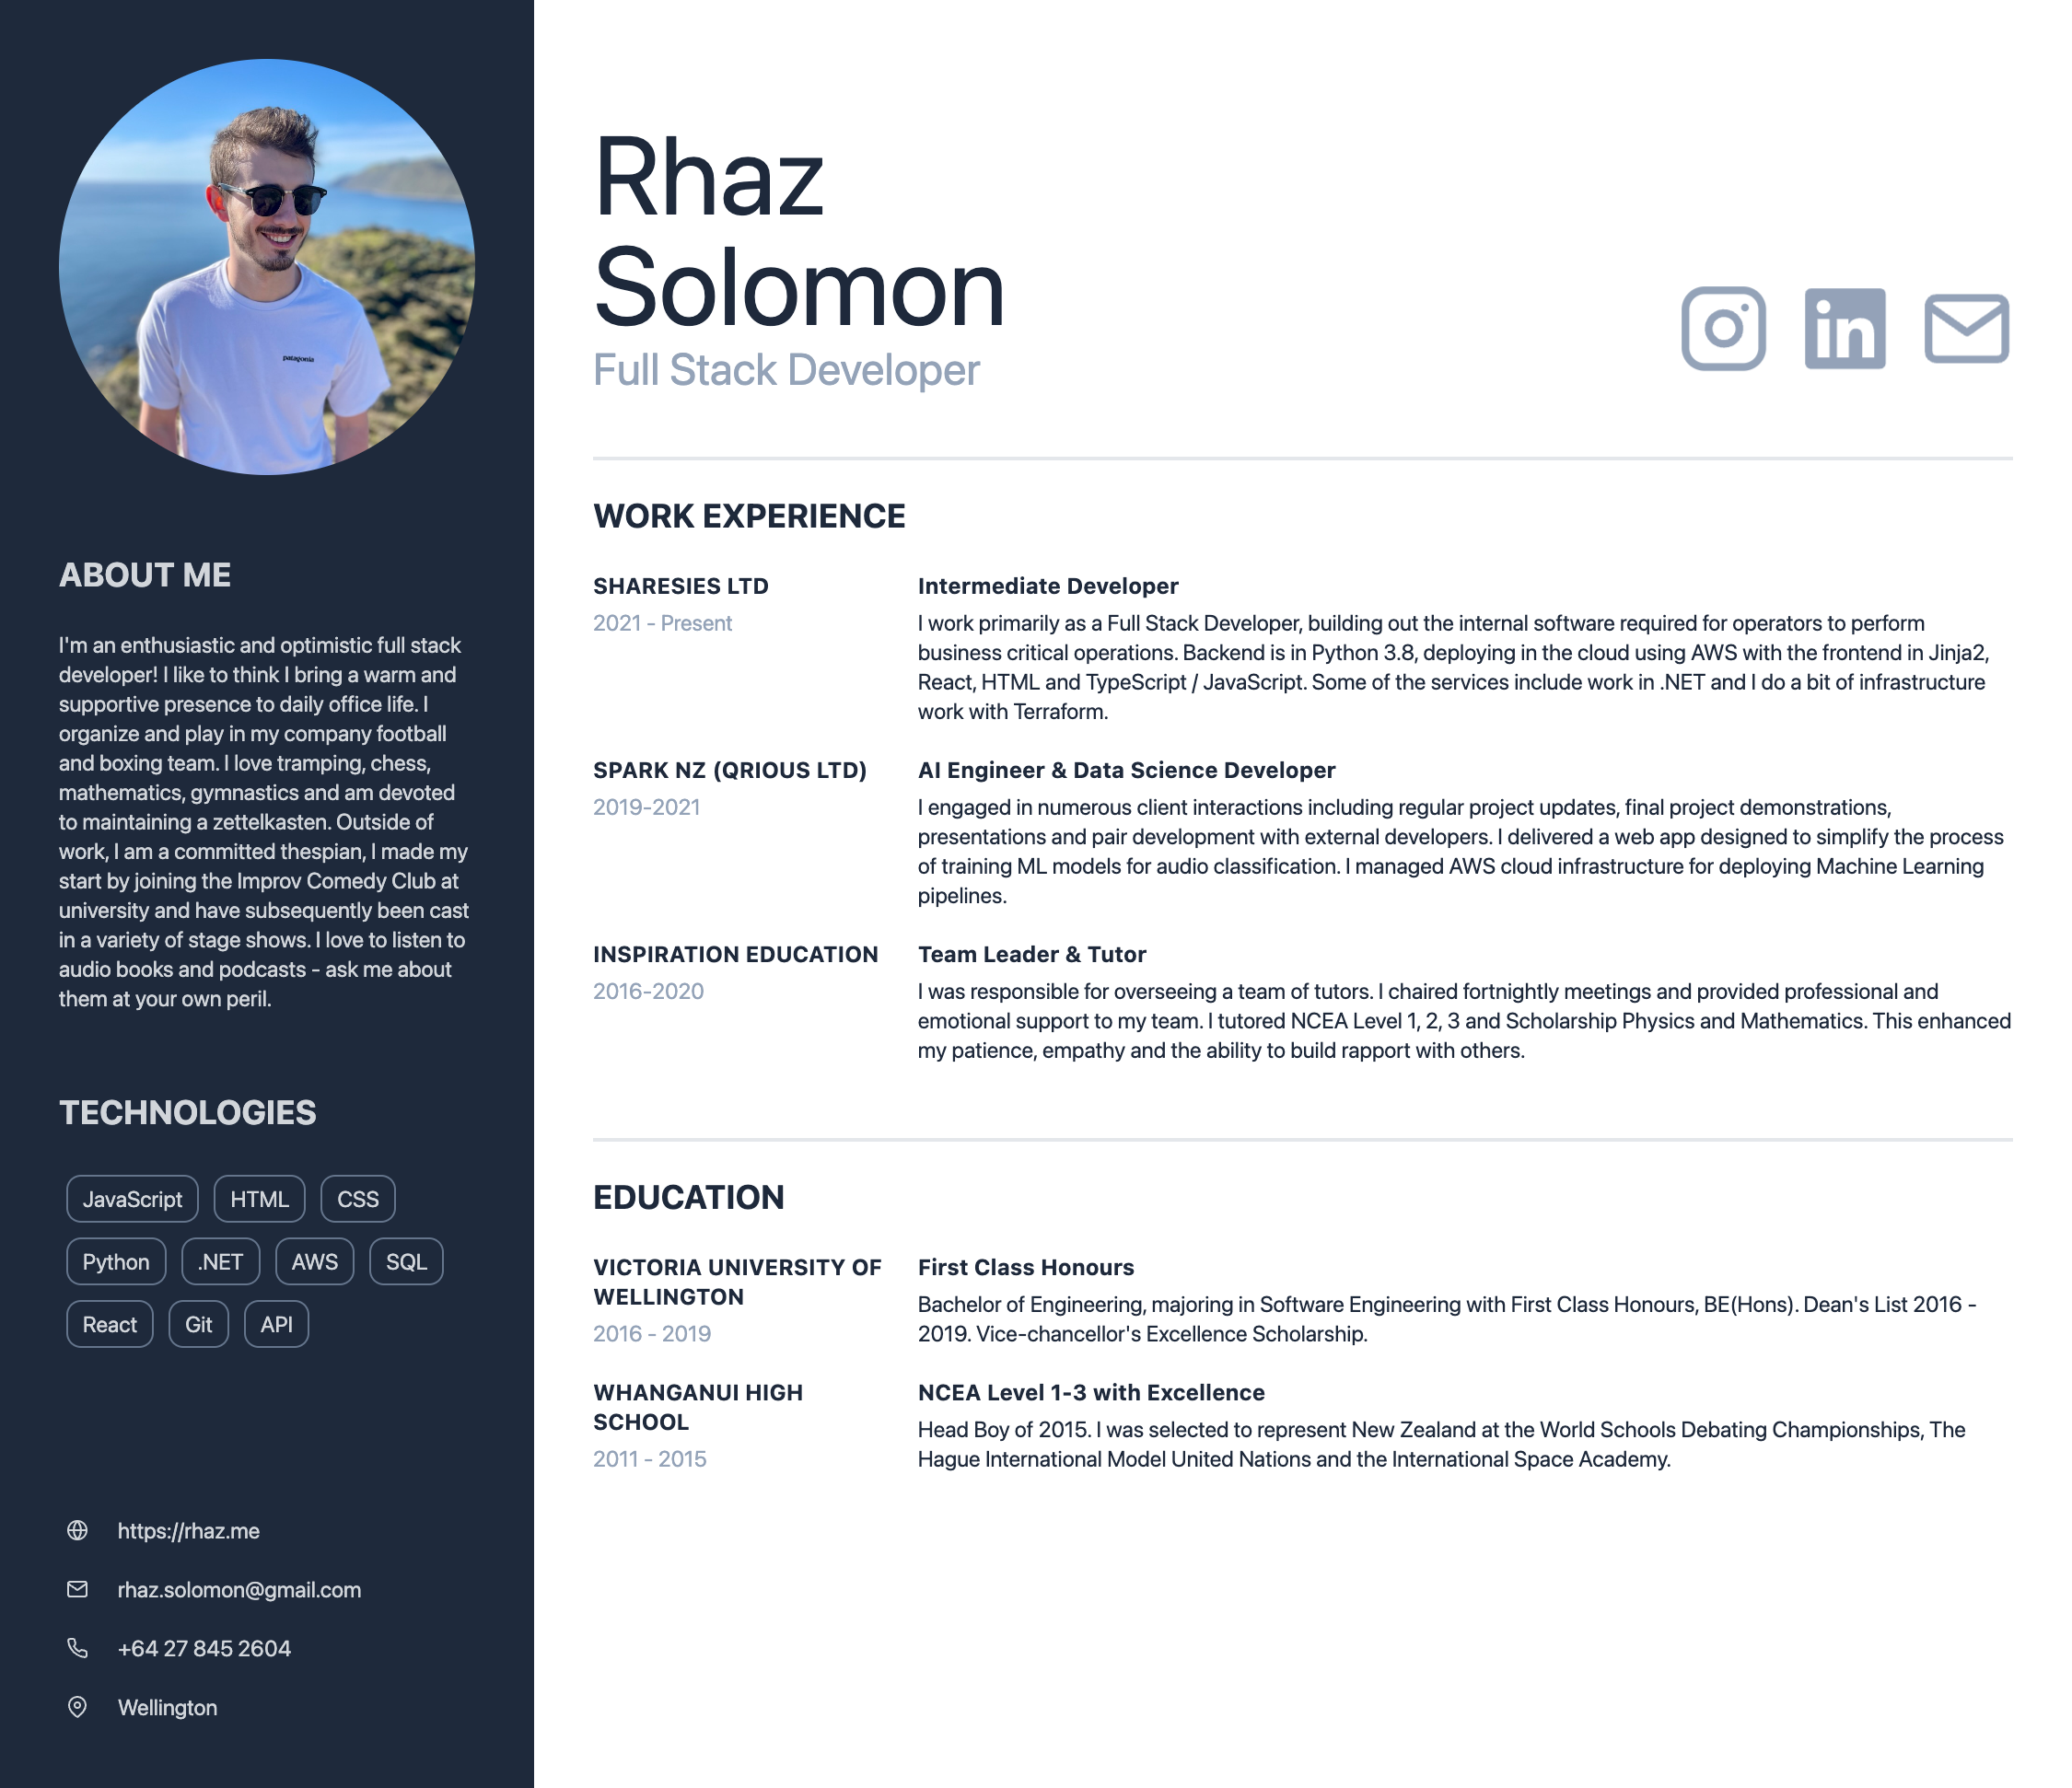 patagonia
ABOUT ME
I'm an enthusiastic and optimistic full stack
developer! I like to think I bring a warm and
supportive presence to daily office life. I
organize and play in my company football
and boxing team. I love tramping, chess,
mathematics, gymnastics and am devoted
to maintaining a zettelkasten. Outside of
work, I am a committed thespian, I made my
start by joining the Improv Comedy Club at
university and have subsequently been cast
in a variety of stage shows. I love to listen to
audio books and podcasts - ask me about
them at your own peril.
TECHNOLOGIES
JavaScript HTML CSS
Python .NET AWS SQL
React Git API
https://rhaz.me
rhaz.solomon@gmail.com
+64 27 845 2604
Wellington
Rhaz
Solomon
Full Stack Developer
in
WORK EXPERIENCE
SHARESIES LTD
2021 - Present
Intermediate Developer
I work primarily as a Full Stack Developer, building out the internal software required for operators to perform
business critical operations. Backend is in Python 3.8, deploying in the cloud using AWS with the frontend in Jinja2,
React, HTML and TypeScript / JavaScript. Some of the services include work in .NET and I do a bit of infrastructure
work with Terraform.
SPARK NZ (QRIOUS LTD)
2019-2021
AI Engineer & Data Science Developer
I engaged in numerous client interactions including regular project updates, final project demonstrations,
presentations and pair development with external developers. I delivered a web app designed to simplify the process
of training ML models for audio classification. I managed AWS cloud infrastructure for deploying Machine Learning
pipelines.
INSPIRATION EDUCATION
2016-2020
Team Leader & Tutor
I was responsible for overseeing a team of tutors. I chaired fortnightly meetings and provided professional and
emotional support to my team. I tutored NCEA Level 1, 2, 3 and Scholarship Physics and Mathematics. This enhanced
my patience, empathy and the ability to build rapport with others.
EDUCATION
VICTORIA UNIVERSITY OF
WELLINGTON
2016 - 2019
First Class Honours
Bachelor of Engineering, majoring in Software Engineering with First Class Honours, BE(Hons). Dean's List 2016 -
2019. Vice-chancellor's Excellence Scholarship.
WHANGANUI HIGH
SCHOOL
2011 - 2015
NCEA Level 1-3 with Excellence
Head Boy of 2015. I was selected to represent New Zealand at the World Schools Debating Championships, The
Hague International Model United Nations and the International Space Academy.